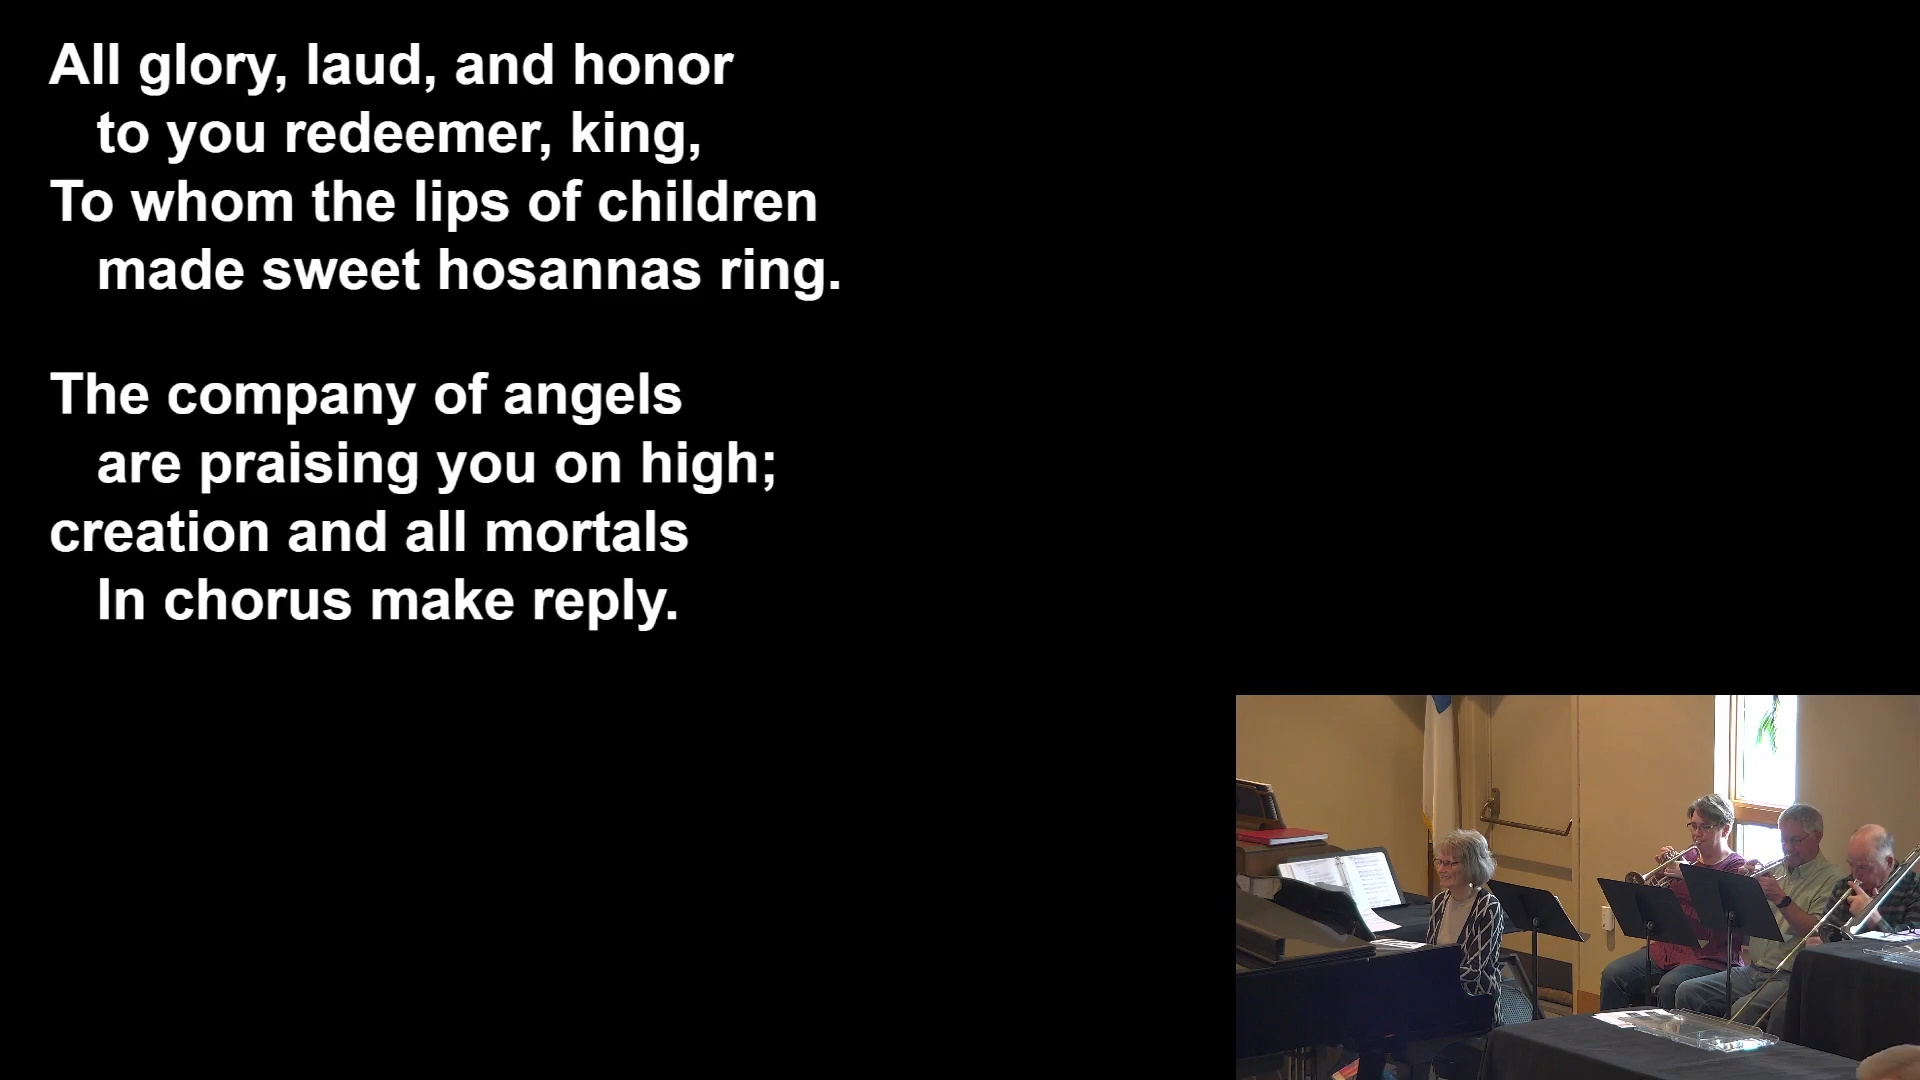 All glory, laud, and honor
to you redeemer, king,
To whom the lips of children
made sweet hosannas ring.
The company of angels
are praising you on high;
creation and all mortals
In chorus make reply.